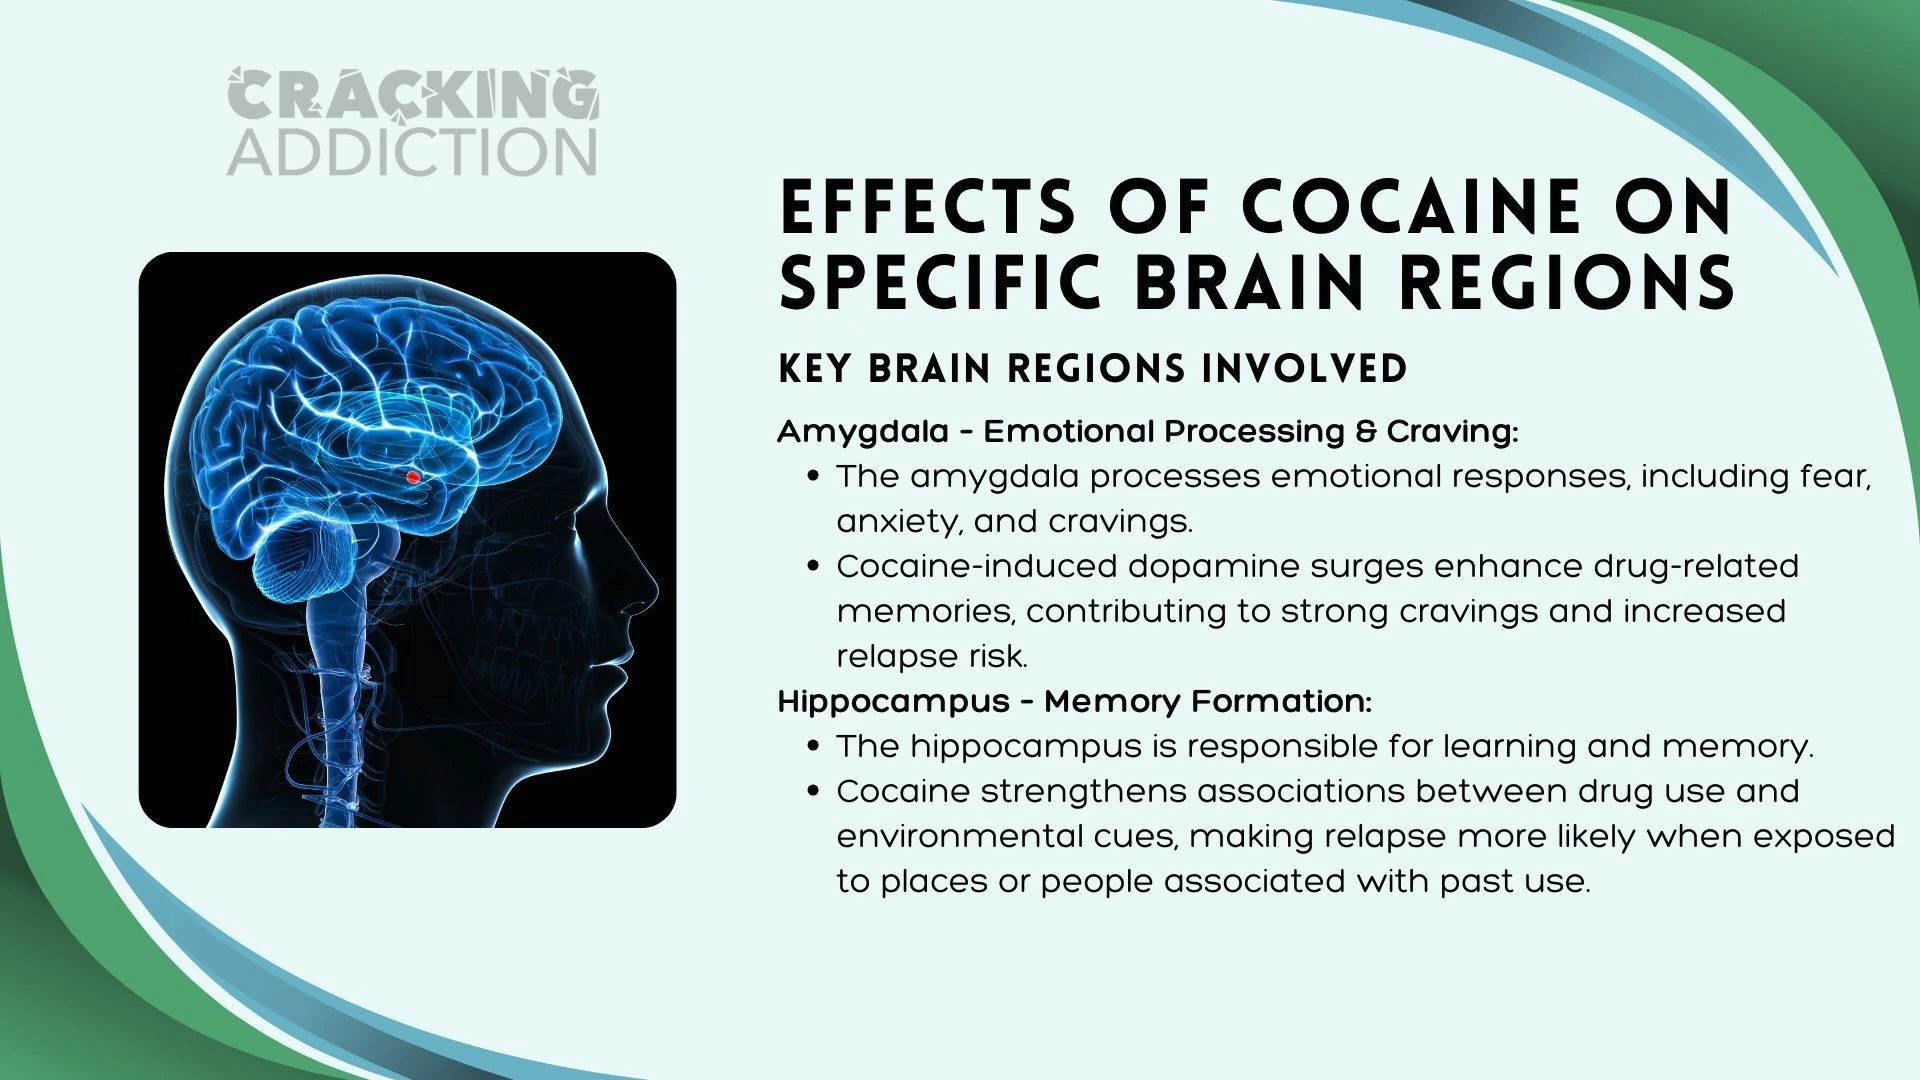 CRACKING
ADDICTION
EFFECTS OF COCAINE ON
SPECIFIC BRAIN REGIONS
KEY BRAIN REGIONS INVOLVED
Amygdala - Emotional Processing & Craving:
• The amygdala processes emotional responses, including fear,
anxiety, and cravings.
• Cocaine-induced dopamine surges enhance drug-related
memories, contributing to strong cravings and increased
relapse risk.
Hippocampus - Memory Formation:
• The hippocampus is responsible for learning and memory.
• Cocaine strengthens associations between drug use and
environmental cues, making relapse more likely when exposed
to places or people associated with past use.